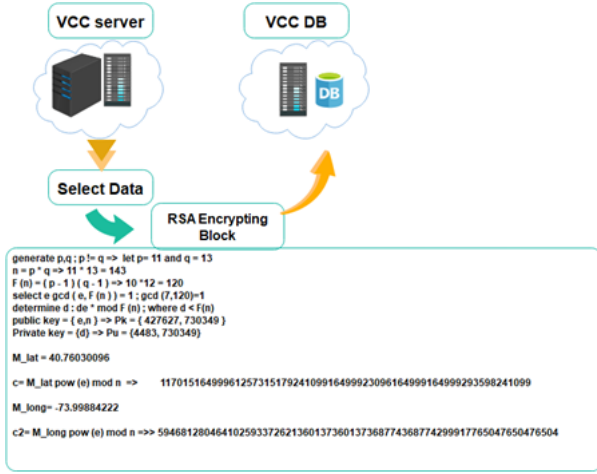 VCC server
VCC DB
DB
Select Data
RSA Encrypting
Block
generate p,q ; p != q => let p= 11 and q = 13
n = p * q => 11 * 13 = 143
F (n) = ( p - 1 ) ( q - 1 ) => 10 *12 = 120
select e gcd ( e, F (n ) ) = 1 ; gcd (7,120)=1
determine d : de * mod F (n) ; where d < F(n)
public key = { e,n } => Pk = { 427627, 730349 }
Private key = {d} => Pu = {4483, 730349}
M_lat = 40.76030096
c= M_lat pow (e) mod n => 117015164999612573151792410991649992309616499916499929359824​1099
M_long= -73.99884222
c2= M_long pow (e) mod n =>> 594681280464102593372621360137360137368774368774299917765047650476504